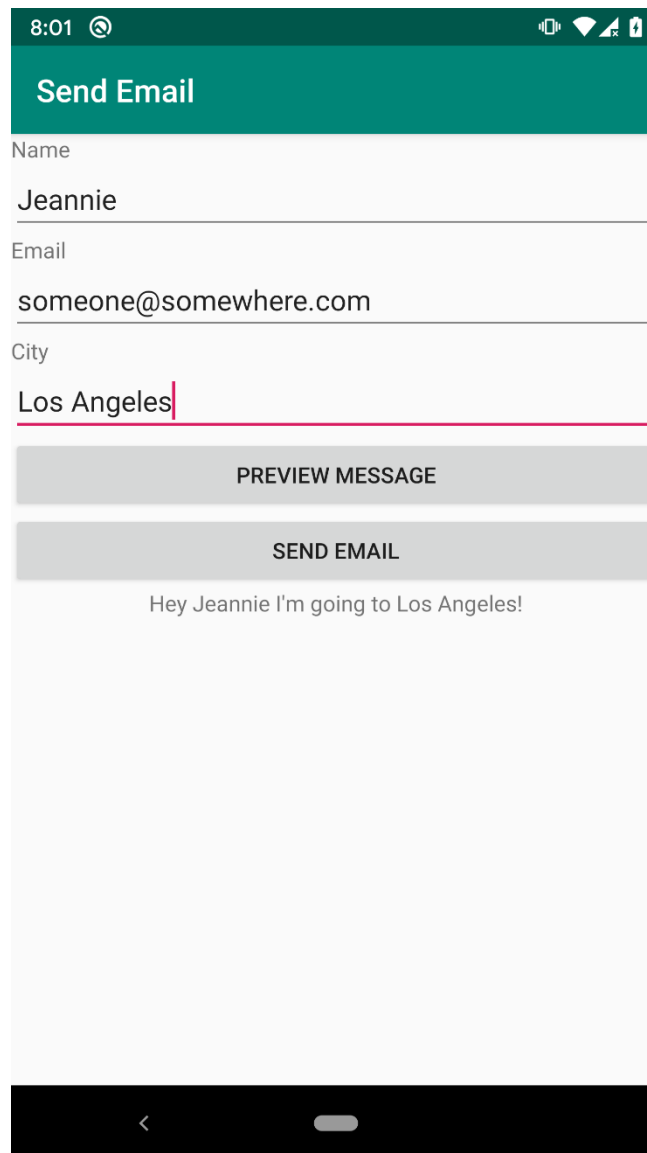 8:01
Send Email
Name
Jeannie
Email
someone@somewhere.com
City
Los Angeles
PREVIEW MESSAGE
SEND EMAIL
Hey Jeannie I'm going to Los Angeles!